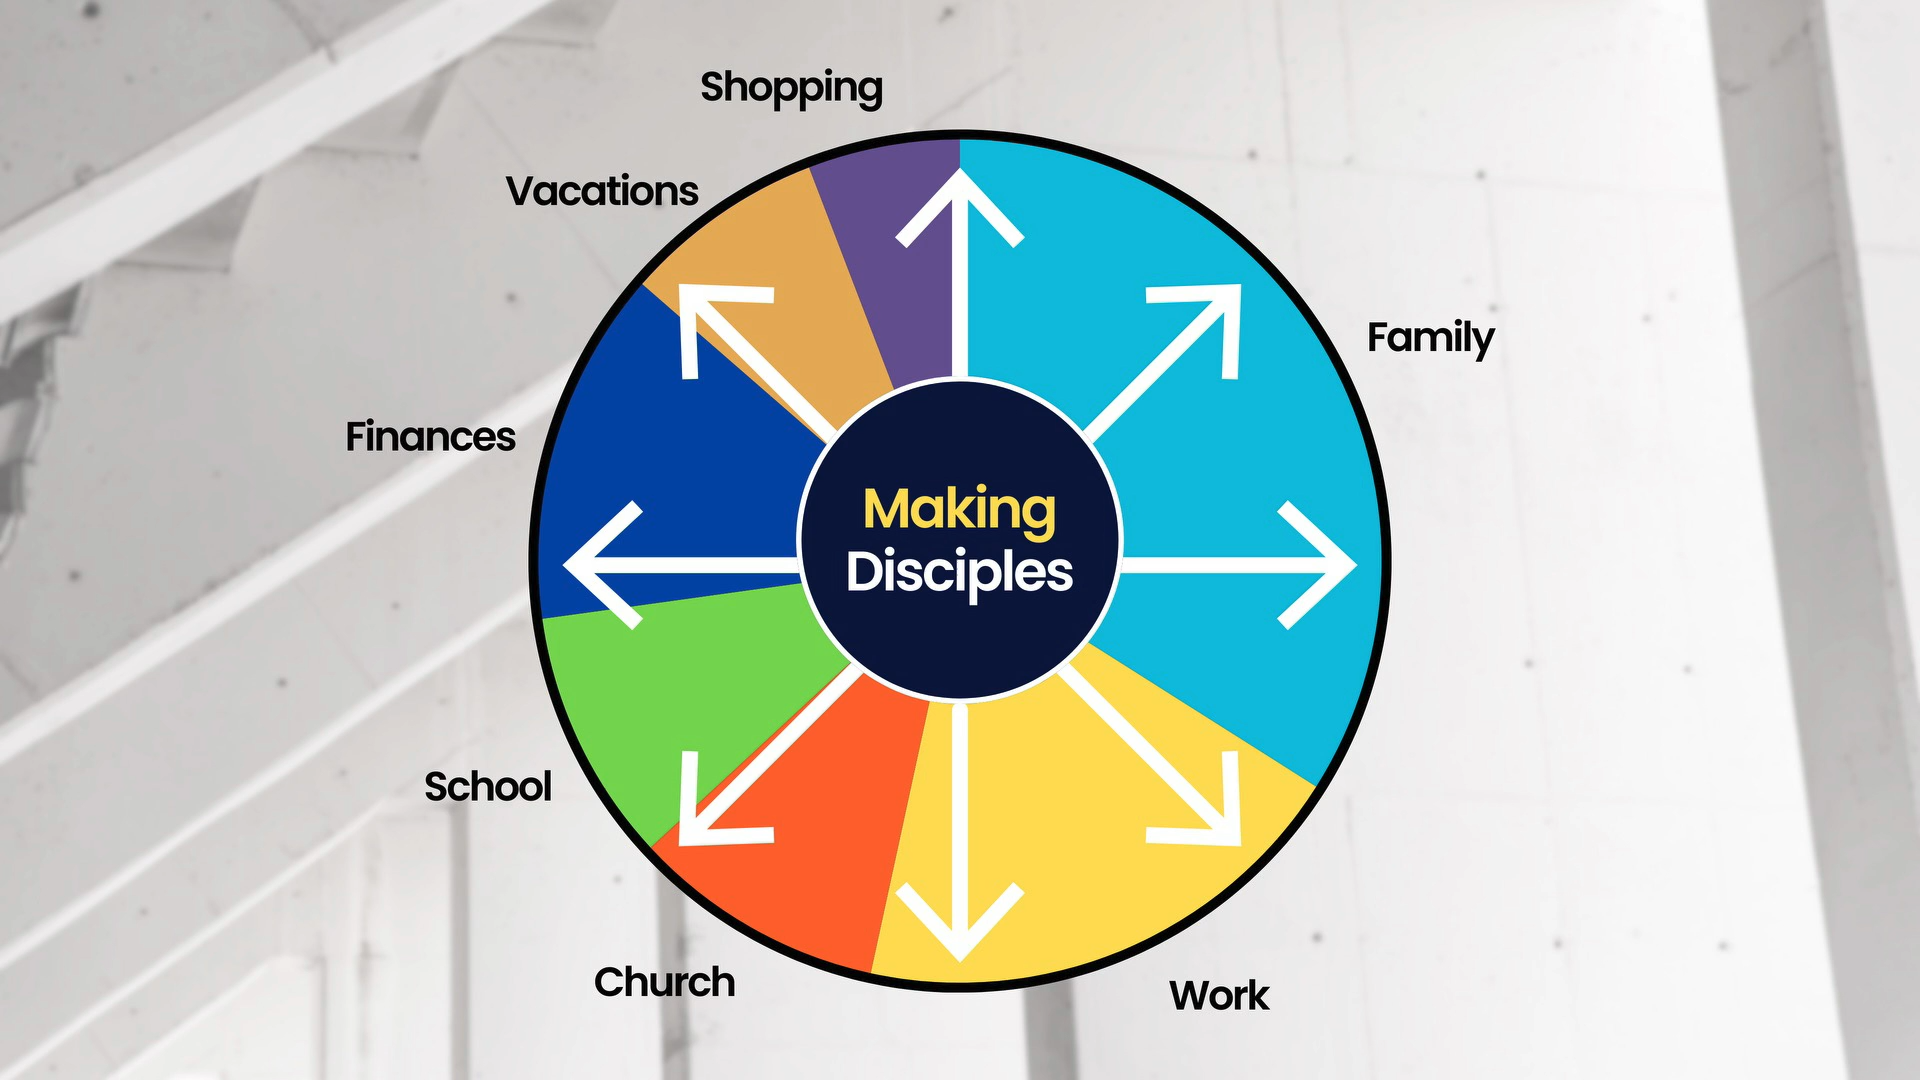 Shopping
Vacations
Family
Finances
Making
Disciples
School
Church
Work